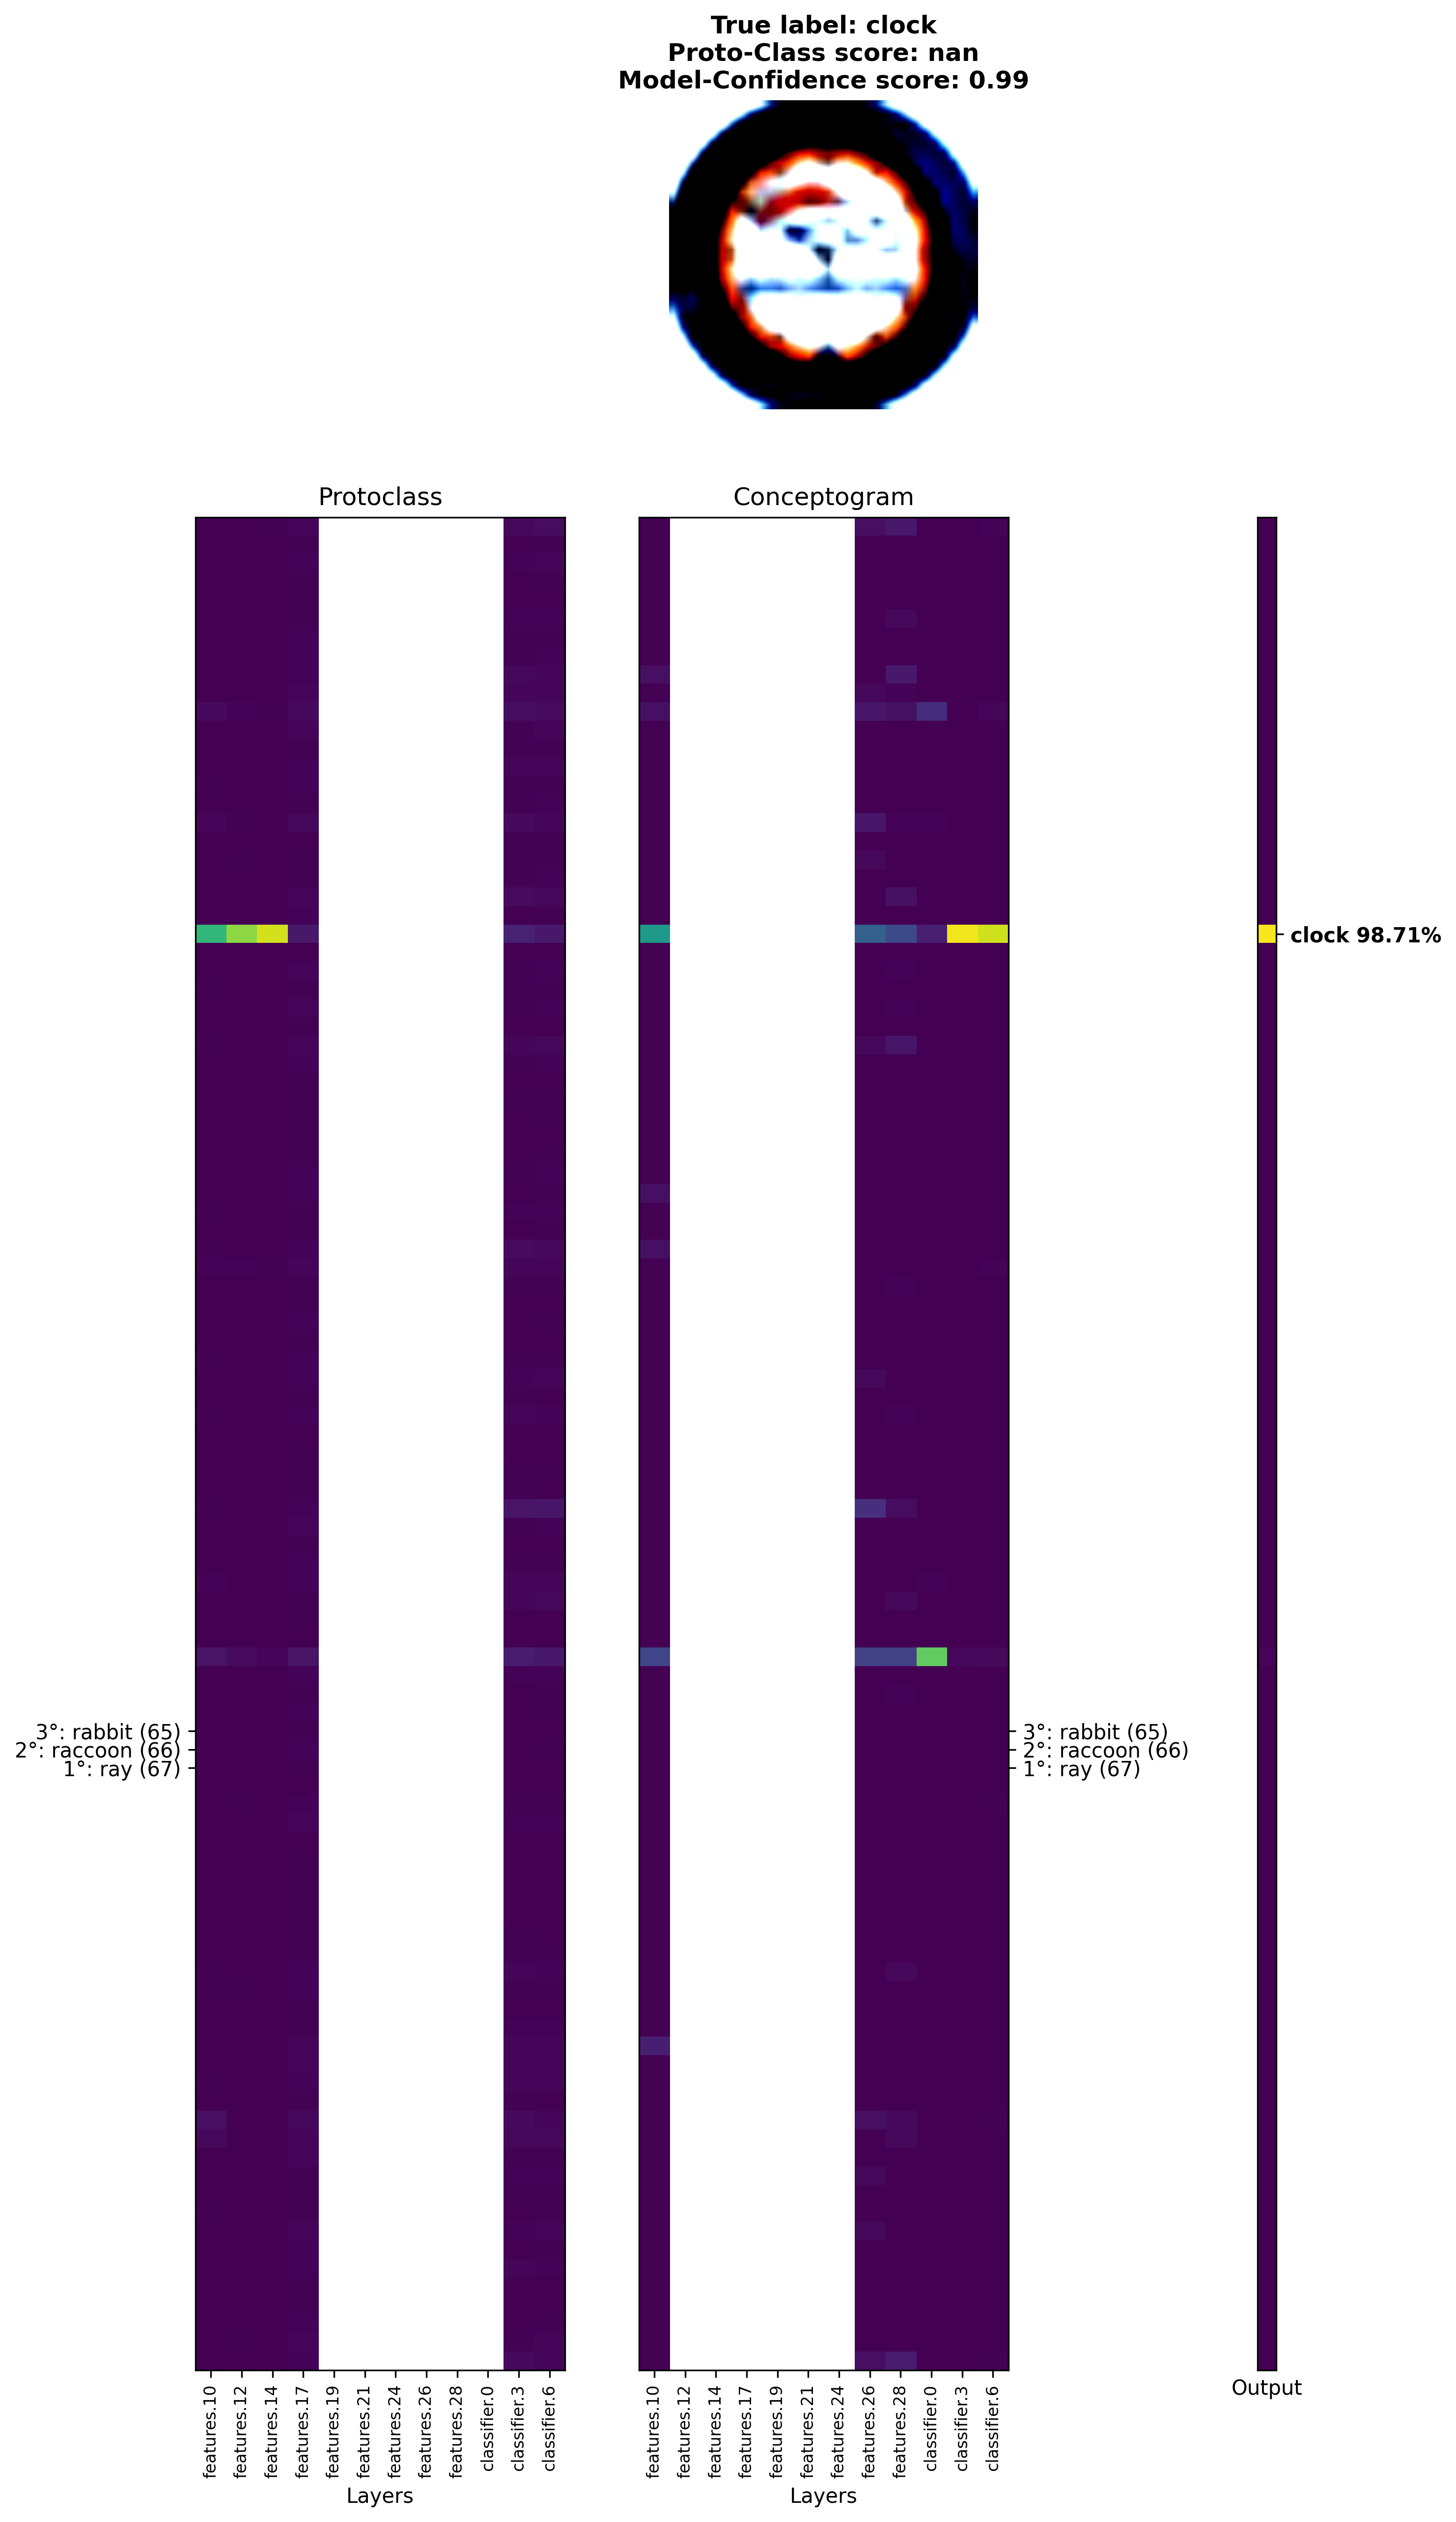 True label: clock
Proto-Class score: nan
Model-Confidence score: 0.99
Protoclass
Conceptogram
clock 98.71%
3°: rabbit (65)
2°: raccoon (66)
1°: ray (67)
3°: rabbit (65)
2°: raccoon (66)
1°: ray (67)
features.10
features.12
features.14
features.17
features.19
features.21
features.24
features.26
features.28
classifier.0
classifier.3
classifier.6
Layers
features.10
features.12
features.14
features.17
features.19
features.21
features.24
features.26
features.28
classifier.0
classifier.3
classifier.6
Layers
Output